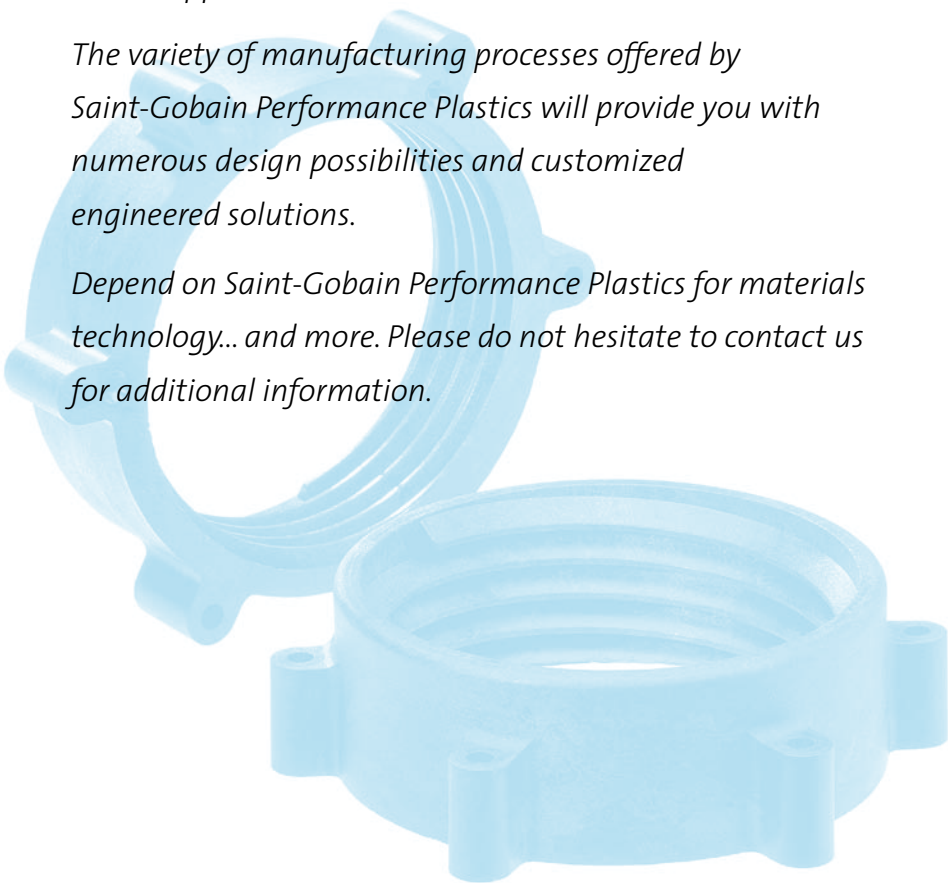 The variety of manufacturing processes offered by
Saint-Gobain Performance Plastics will provide you with
numerous design possibilities and customized
engineered solutions.
Depend on Saint-Gobain Performance Plastics for materials
technology... and more. Please do not hesitate to contact us
for additional information.